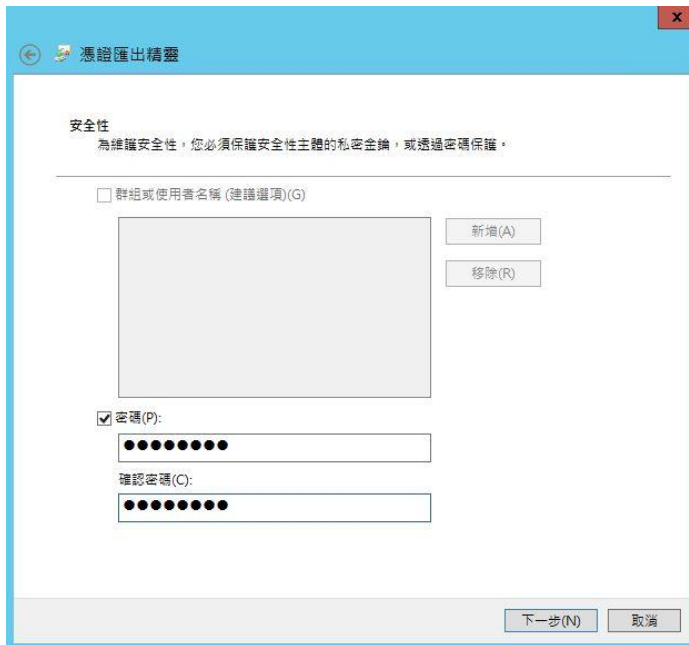 x
憑證匯出精靈
安全性
為維護安全性，您必須保護安全性主體的私密金鑰，或透過密碼保護。
群組或使用者名稱 (建議選項)(G)
新增(A)
移除(R)
密碼(P):
●●●●●●●●
確認密碼(C):
●●●●●●●●
下一步(N)
取消